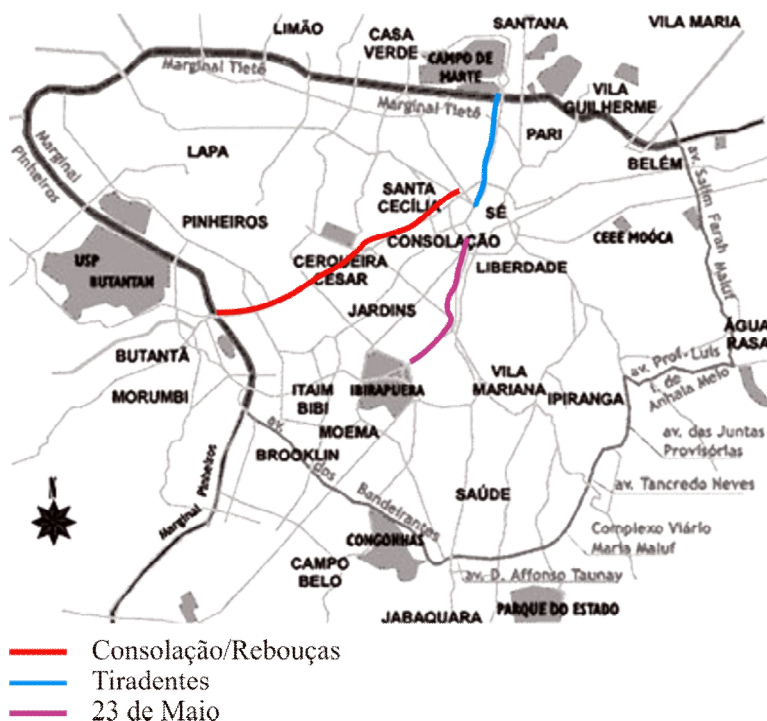 LIMÃO
CASA
VERDE
SANTANA
VILA MARIA
CAMPO DE
MARTE
Marginal Tietê
Marginal Tietê
VILA
GUILHERME
PARI
BELÉM
Marginal
Pinheiros
LAPA
SANTA
CECÍLIA
SÉ
av. Salim Farah Maluf
PINHEIROS
CONSOLAÇÃO
CEEE MOÓCA
USP
BUTANTAN
CERQUEIRA
CÉSAR
LIBERDADE
JARDINS
ÁGUA
RASA
BUTANTÃ
MORUMBI
ITAIM
BIBI
IBIRAPUERA
VILA
MARIANA
IPIRANGA
av. Prof. Luís
I. de
Anhaia Melo
MOEMA
BROOKLIN
av. das Juntas
Provisórias
av. dos Bandeirantes
SAÚDE
av. Tancredo Neves
N
Marginal Pinheiros
CONGONHAS
Complexo Viário
Maria Maluf
CAMPO
BELO
av. D. Affonso Taunay
JABAQUARA
PARQUE DO ESTADO
Consolação/Rebouças
Tiradentes
23 de Maio